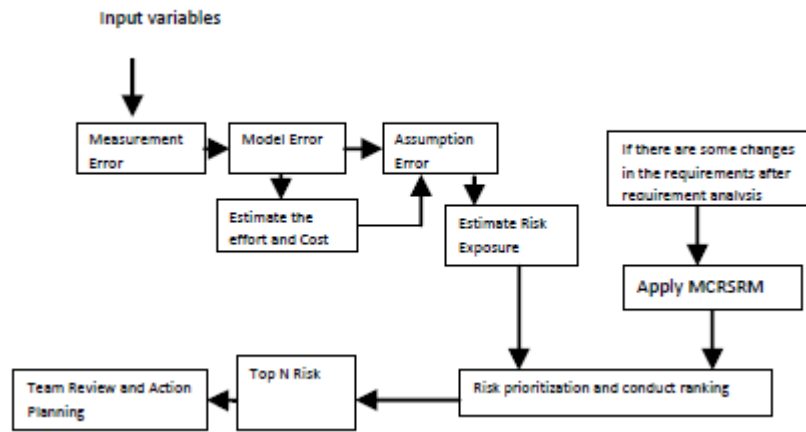 Input variables
Measurement
Error
Model Error
Assumption
Error
If there are some changes
in the requirements after
requirement analysis
Estimate the
effort and Cost
Estimate Risk
Exposure
Apply MCRSRM
Team Review and Action
Planning
Top N Risk
Risk prioritization and conduct ranking